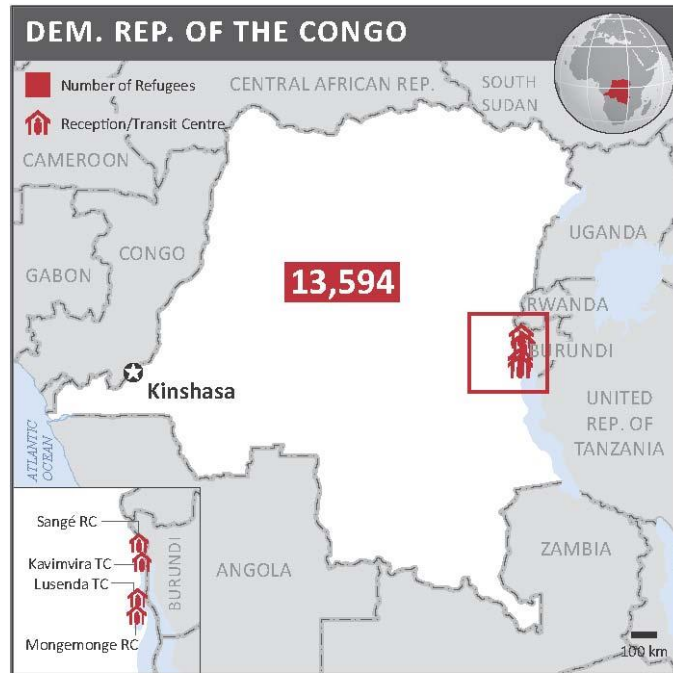 DEM. REP. OF THE CONGO
Number of Refugees
Reception/Transit Centre
CENTRAL AFRICAN REP.
SOUTH
SUDAN
CAMEROON
CONGO
GABON
UGANDA
13,594
RWANDA
BURUNDI
Kinshasa
UNITED
REP. OF
TANZANIA
ATLANTIC
OCEAN
ANGOLA
ZAMBIA
100 km
Sangé RC
Kavimvira TC
Lusenda TC
Mongemonge RC
BURUNDI